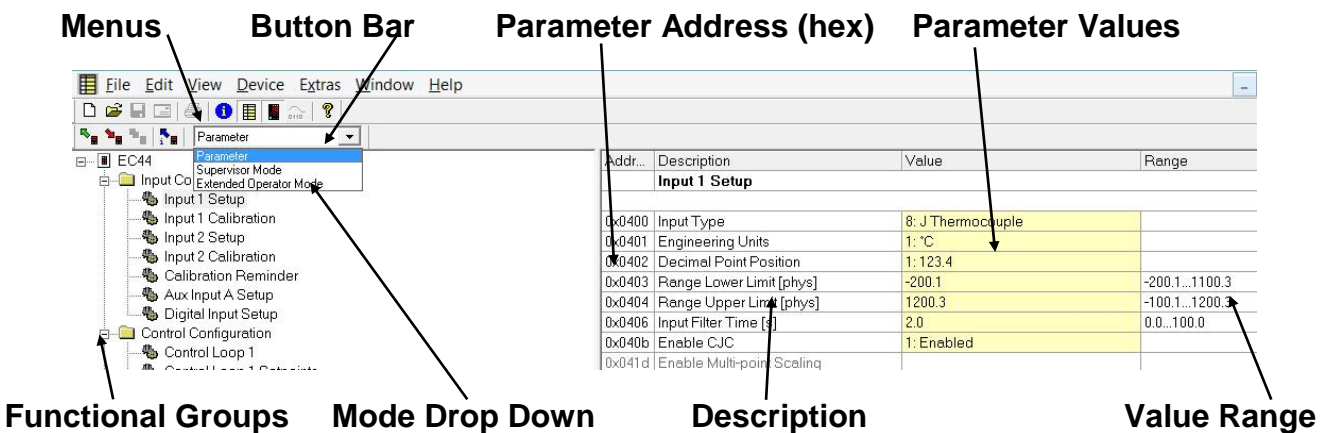 Menus Button Bar Parameter Address (hex) Parameter Values
File Edit View Device Extras Window Help
Parameter
EC44
Parameter
Supervisor Mode
Extended Operator Mode
Input Co
Input 1 Setup
Input 1 Calibration
Input 2 Setup
Input 2 Calibration
Calibration Reminder
Aux Input A Setup
Digital Input Setup
Control Configuration
Control Loop 1
Addr... Description Value Range
Input 1 Setup
0x0400 Input Type 8: J Thermocouple
0x0401 Engineering Units 1: °C
0x0402 Decimal Point Position 1: 123.4
0x0403 Range Lower Limit [phys] -200.1 -200.1...1100.3
0x0404 Range Upper Limit [phys] 1200.3 -100.1...1200.3
0x0406 Input Filter Time [s] 2.0 0.0...100.0
0x040b Enable CJC 1: Enabled
0x041d Enable Multi-point Scaling
Functional Groups Mode Drop Down Description Value Range